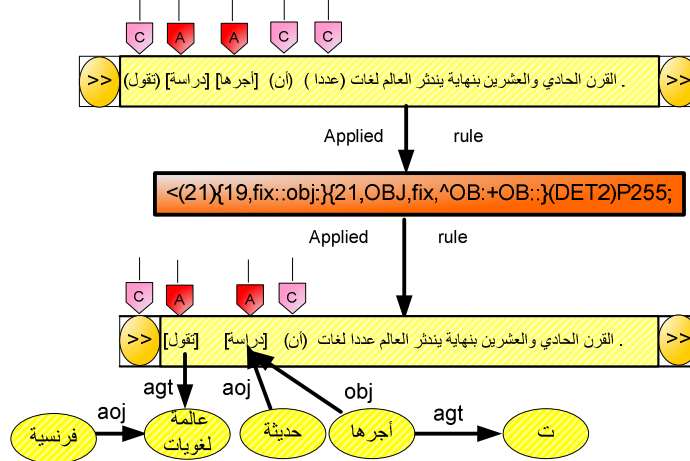 C A A C C
>> (تقول) [دراسة] [أجرها] (أن) ( عددا) لغات العالم يندثر بنهاية والعشرين الحادي القرن . >>
Applied rule
<(21){19,fix::obj:}{21,OBJ,fix,^OB:+OB::}(DET2)P255;
Applied rule
C A A C
>> [تقول] [دراسة] (أن) عددا لغات العالم يندثر بنهاية والعشرين الحادي القرن . >>
agt aoj obj
aoj agt
فرنسية عالمة لغويات حديثة أجرها ت